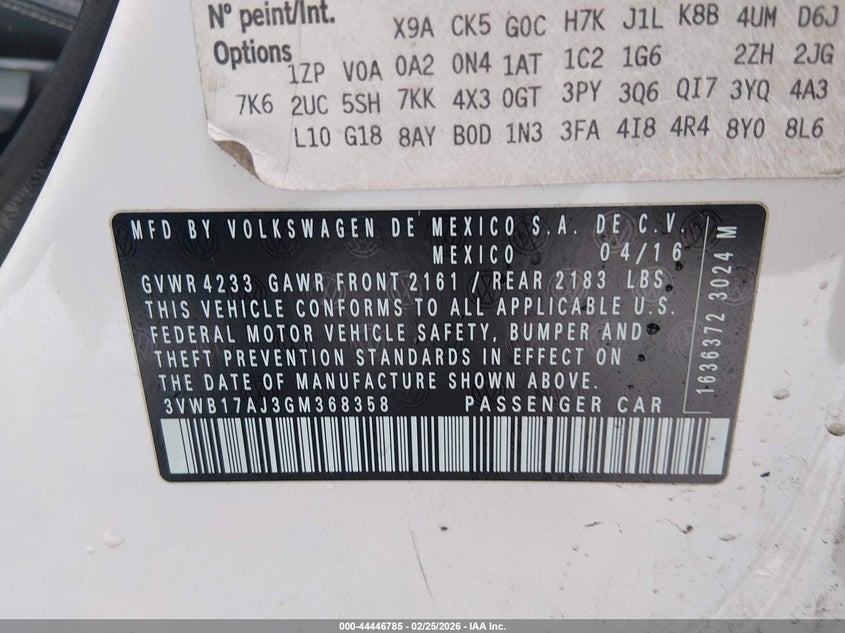 N° peint/Int.
X9A CK5 G0C H7K J1L K8B 4UM D6J
Options
1ZP V0A 0A2 0N4 1AT 1C2 1G6 2ZH 2JG
7K6 2UC 5SH 7KK 4X3 0GT 3PY 3Q6 QI7 3YQ 4A3
L10 G18 8AY B0D 1N3 3FA 4I8 4R4 8Y0 8L6
MFD BY VOLKSWAGEN DE MEXICO S.A. DE C.V.
MEXICO 04/16
GVWR 4233 GAWR FRONT 2161 / REAR 2183 LBS
THIS VEHICLE CONFORMS TO ALL APPLICABLE U.S.
FEDERAL MOTOR VEHICLE SAFETY, BUMPER AND
THEFT PREVENTION STANDARDS IN EFFECT ON
THE DATE OF MANUFACTURE SHOWN ABOVE.
3VWB17AJ3GM368358 PASSENGER CAR
1636372 3024 M
000-44446785 - 02/25/2026 - IAA Inc.